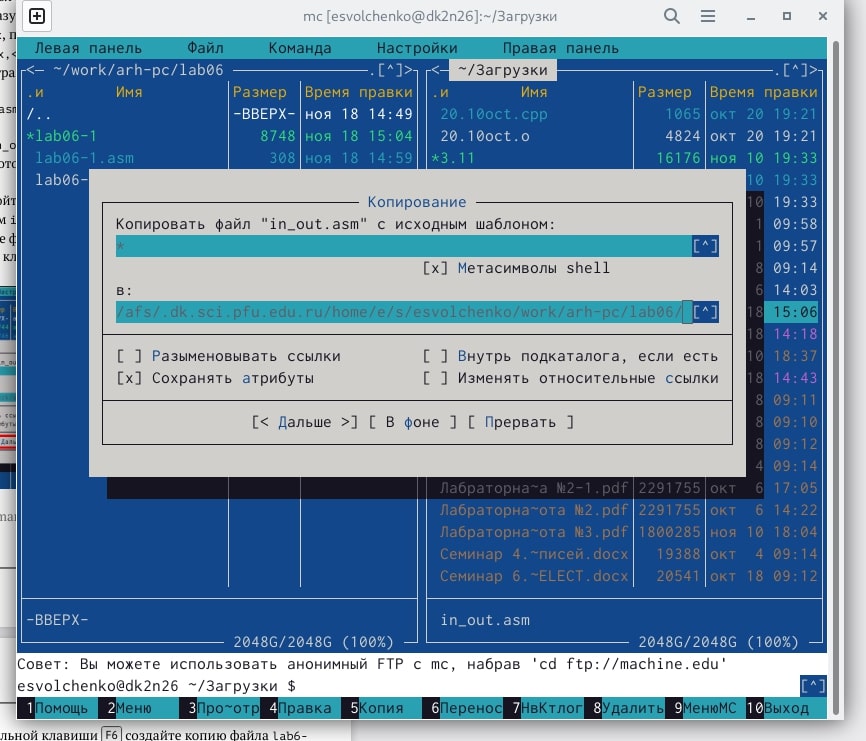 mc [esvolchenko@dk2n26]:~/Загрузки
Левая панель Файл Команда Настройки Правая панель
<— ~/work/arh-pc/lab06 .[^]> <— ~/Загрузки .[^]>
.и Имя Размер Время правки .и Имя Размер Время правки
/.. -ВВЕРХ- ноя 18 14:49 20.10oct.cpp 1065 окт 20 19:21
*lab06-1 8748 ноя 18 15:04 20.10oct.o 4824 окт 20 19:21
lab06-1.asm 308 ноя 18 14:59 *3.11 16176 ноя 10 19:33
lab06- 10 19:33
Копирование 10 19:33
Копировать файл "in_out.asm" с исходным шаблоном: 1 09:58
* [^] 1 09:57
[x] Метасимволы shell 8 09:14
в: 6 14:03
/afs/.dk.sci.pfu.edu.ru/home/e/s/esvolchenko/work/arh-pc/lab06/ [^] 18 15:06
18 14:18
[ ] Разыменовывать ссылки [ ] Внутрь подкаталога, если есть 10 18:37
[x] Сохранять атрибуты [ ] Изменять относительные ссылки 18 14:43
8 09:11
[< Дальше >] [ В фоне ] [ Прервать ] 8 09:10
8 09:12
4 09:14
Лабраторна~а №2-1.pdf 2291755 окт 6 17:05
Лабраторна~ота №2.pdf 2291755 окт 6 14:22
Лабраторна~ота №3.pdf 1800285 ноя 10 18:04
Семинар 4.~писей.docx 19388 окт 4 09:14
Семинар 6.~ELECT.docx 20541 окт 18 09:12
-ВВЕРХ- in_out.asm
2048G/2048G (100%) 2048G/2048G (100%)
Совет: Вы можете использовать анонимный FTP с mc, набрав 'cd ftp://machine.edu'
esvolchenko@dk2n26 ~/Загрузки $ [^]
1Помощь 2Меню 3Про~отр 4Правка 5Копия 6Перенос 7НвКтлог 8Удалить 9МенюМС 10Выход
льной клавиши F6 создайте копию файла lab6-